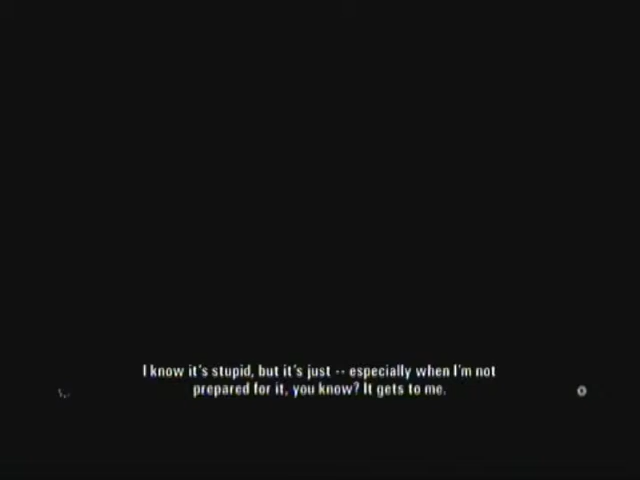 I know it's stupid, but it's just -- especially when I'm not
prepared for it, you know? It gets to me.